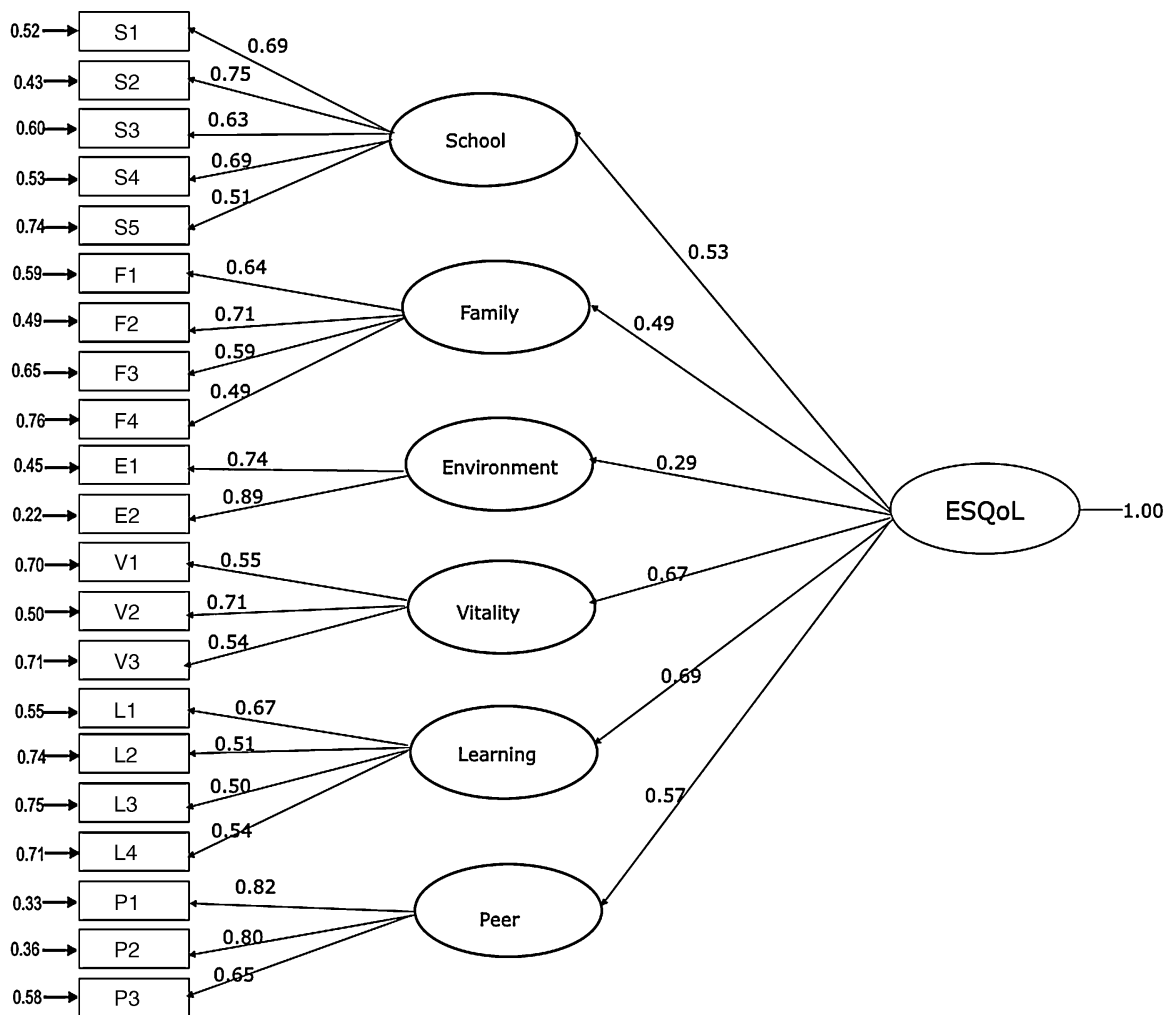 0.52 S1 0.69
0.43 S2 0.75
0.60 S3 0.63
School
0.53 S4 0.69
0.74 S5 0.51
0.53
0.59 F1 0.64
0.49 F2 0.71
Family
0.49
0.65 F3 0.59
0.76 F4 0.49
0.45 E1 0.74
Environment
0.29
0.22 E2 0.89
ESQoL
1.00
0.70 V1 0.55
0.50 V2 0.71
Vitality
0.67
0.71 V3 0.54
0.55 L1 0.67
0.69
0.74 L2 0.51
Learning
0.75 L3 0.50
0.57
0.71 L4 0.54
0.33 P1 0.82
Peer
0.36 P2 0.80
0.58 P3 0.65